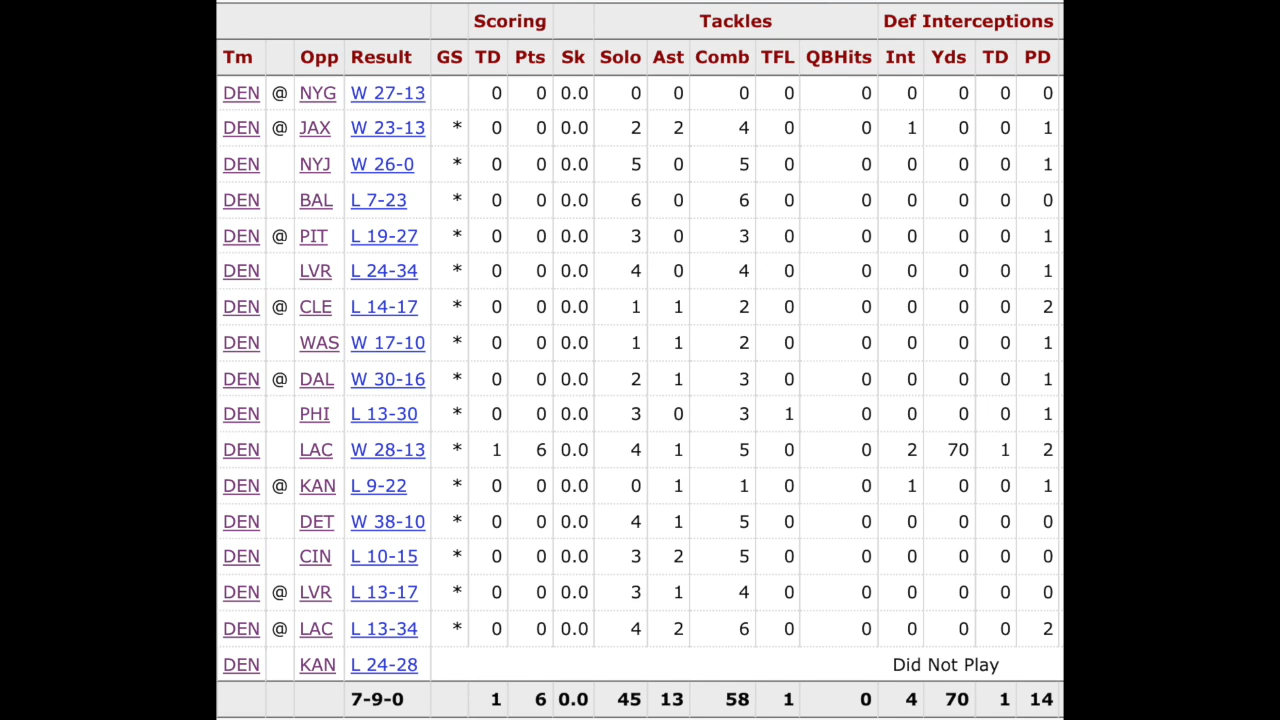 Scoring Tackles Def Interceptions
Tm Opp Result GS TD Pts Sk Solo Ast Comb TFL QBHits Int Yds TD PD
DEN @ NYG W 27-13 0 0 0.0 0 0 0 0 0 0 0 0 0
DEN @ JAX W 23-13 * 0 0 0.0 2 2 4 0 0 1 0 0 1
DEN NYJ W 26-0 * 0 0 0.0 5 0 5 0 0 0 0 0 1
DEN BAL L 7-23 * 0 0 0.0 6 0 6 0 0 0 0 0 0
DEN @ PIT L 19-27 * 0 0 0.0 3 0 3 0 0 0 0 0 1
DEN LVR L 24-34 * 0 0 0.0 4 0 4 0 0 0 0 0 1
DEN @ CLE L 14-17 * 0 0 0.0 1 1 2 0 0 0 0 0 2
DEN WAS W 17-10 * 0 0 0.0 1 1 2 0 0 0 0 0 1
DEN @ DAL W 30-16 * 0 0 0.0 2 1 3 0 0 0 0 0 1
DEN PHI L 13-30 * 0 0 0.0 3 0 3 1 0 0 0 0 1
DEN LAC W 28-13 * 1 6 0.0 4 1 5 0 0 2 70 1 2
DEN @ KAN L 9-22 * 0 0 0.0 0 1 1 0 0 1 0 0 1
DEN DET W 38-10 * 0 0 0.0 4 1 5 0 0 0 0 0 0
DEN CIN L 10-15 * 0 0 0.0 3 2 5 0 0 0 0 0 0
DEN @ LVR L 13-17 * 0 0 0.0 3 1 4 0 0 0 0 0 0
DEN @ LAC L 13-34 * 0 0 0.0 4 2 6 0 0 0 0 0 2
DEN KAN L 24-28 Did Not Play
7-9-0 1 6 0.0 45 13 58 1 0 4 70 1 14